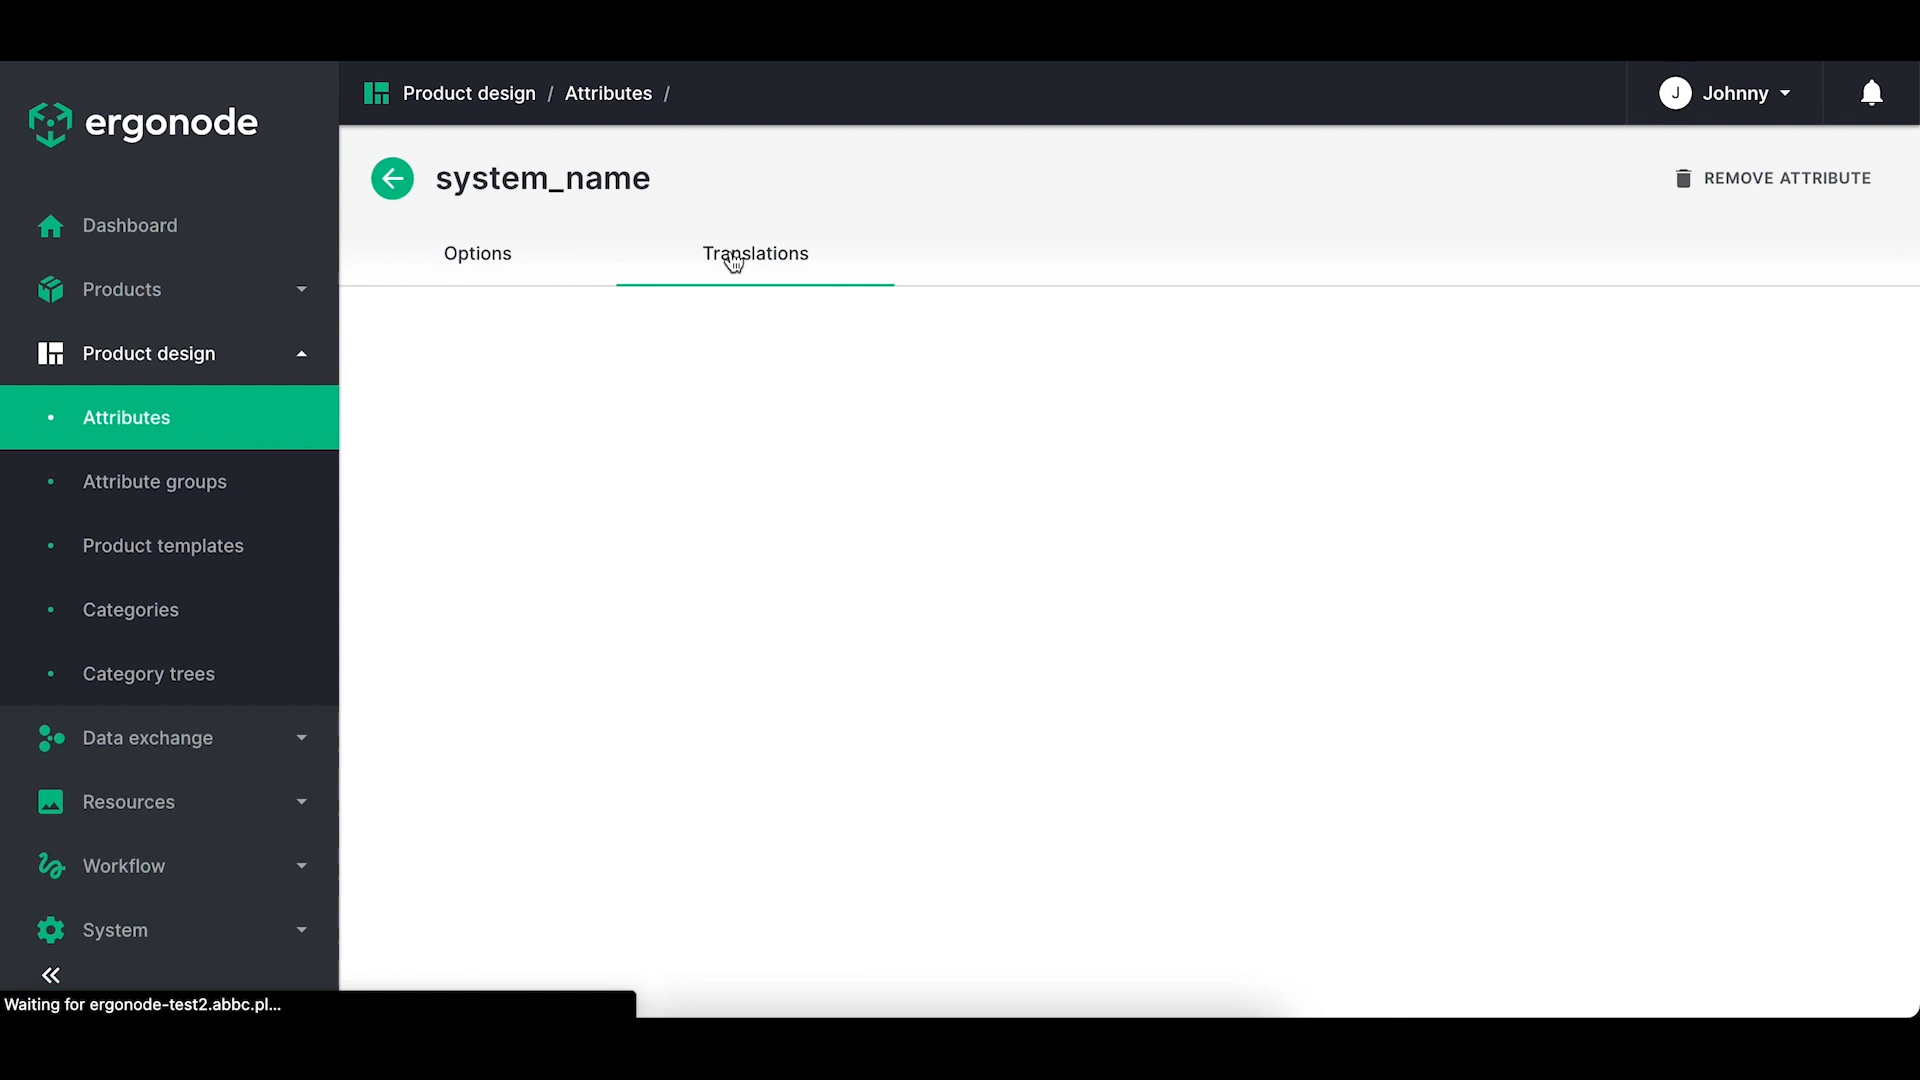 ergonode
Product design / Attributes /
J Johnny
system_name
REMOVE ATTRIBUTE
Options Translations
Dashboard
Products
Product design
Attributes
Attribute groups
Product templates
Categories
Category trees
Data exchange
Resources
Workflow
System
Waiting for ergonode-test2.abbc.pl...